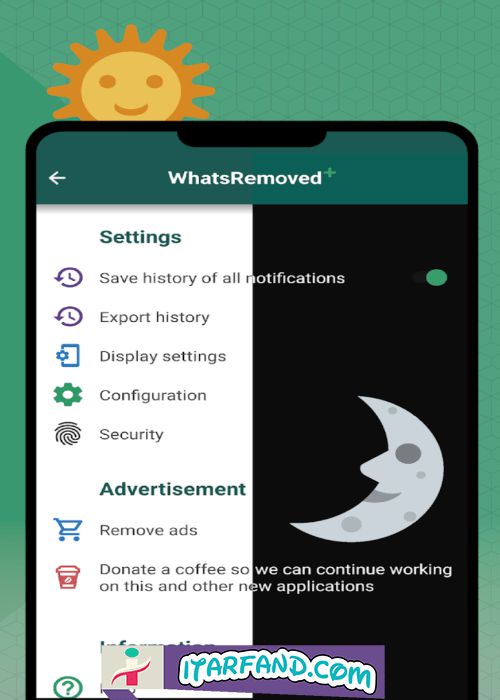 WhatsRemoved+
Settings
Save history of all notifications
Export history
Display settings
Configuration
Security
Advertisement
Remove ads
Donate a coffee so we can continue working
on this and other new applications
Information
iTARFAND.COM